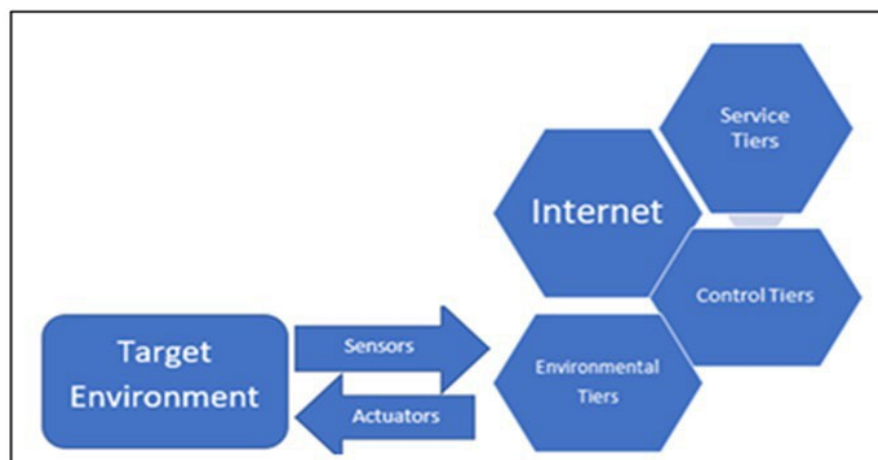 Service
Tiers
Internet
Control Tiers
Target
Environment
Sensors
Actuators
Environmental
Tiers